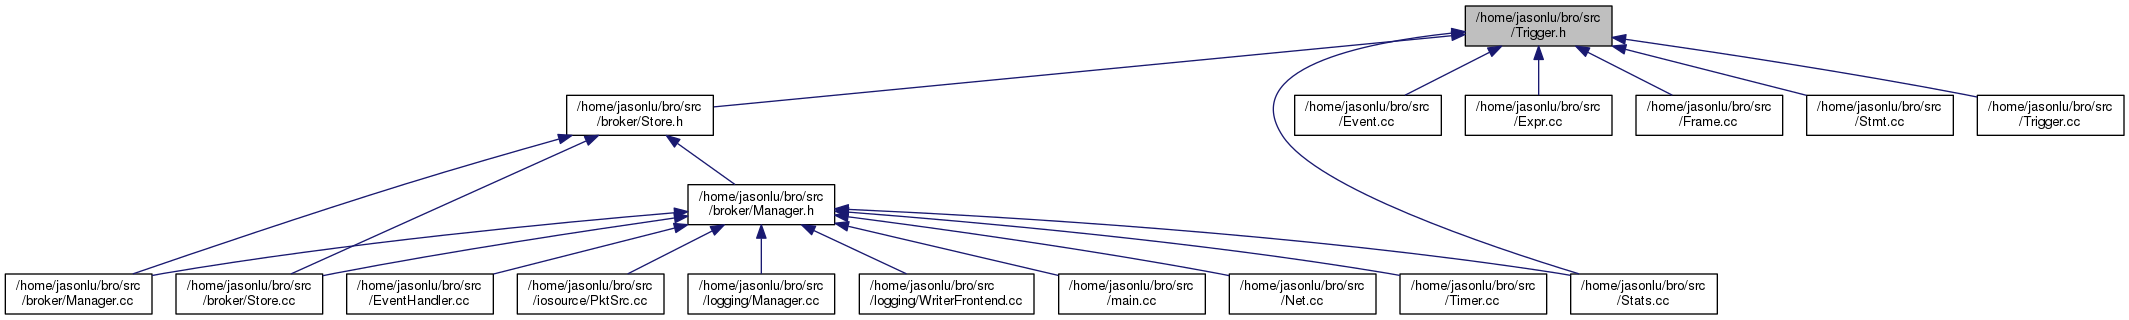 /home/jasonlu/bro/src
/Trigger.h
/home/jasonlu/bro/src
/broker/Store.h
/home/jasonlu/bro/src
/Event.cc
/home/jasonlu/bro/src
/Expr.cc
/home/jasonlu/bro/src
/Frame.cc
/home/jasonlu/bro/src
/Stmt.cc
/home/jasonlu/bro/src
/Trigger.cc
/home/jasonlu/bro/src
/broker/Manager.h
/home/jasonlu/bro/src
/broker/Manager.cc
/home/jasonlu/bro/src
/broker/Store.cc
/home/jasonlu/bro/src
/EventHandler.cc
/home/jasonlu/bro/src
/iosource/PktSrc.cc
/home/jasonlu/bro/src
/logging/Manager.cc
/home/jasonlu/bro/src
/logging/WriterFrontend.cc
/home/jasonlu/bro/src
/main.cc
/home/jasonlu/bro/src
/Net.cc
/home/jasonlu/bro/src
/Timer.cc
/home/jasonlu/bro/src
/Stats.cc